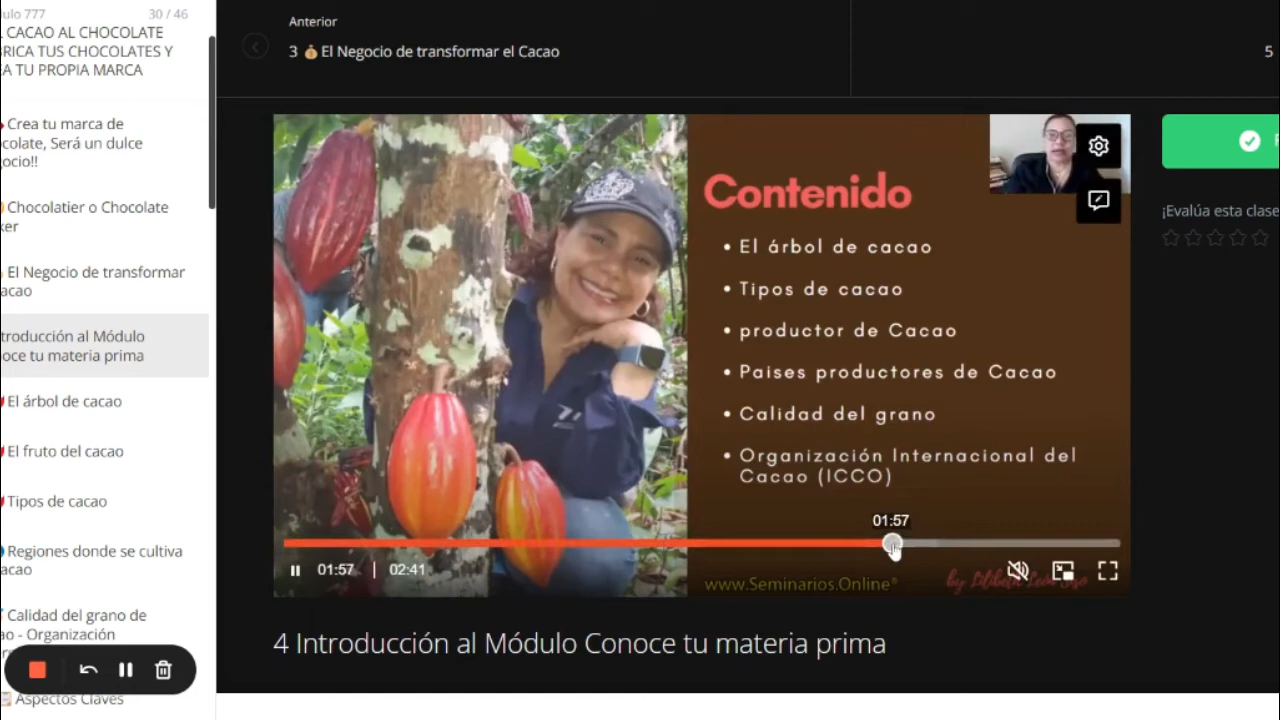 ulo 777
30 / 46
CACAO AL CHOCOLATE
RICA TUS CHOCOLATES Y
A TU PROPIA MARCA
Crea tu marca de
colate, Será un dulce
gocio!!
Chocolatier o Chocolate
ker
El Negocio de transformar
acao
troducción al Módulo
oce tu materia prima
El árbol de cacao
El fruto del cacao
Tipos de cacao
Regiones donde se cultiva
acao
Calidad del grano de
ao - Organización
Aspectos Claves
Anterior
3 💰El Negocio de transformar el Cacao
5
Contenido
• El árbol de cacao
• Tipos de cacao
• productor de Cacao
• Paises productores de Cacao
• Calidad del grano
• Organización Internacional del
Cacao (ICCO)
01:57
01:57 | 02:41
www.Seminarios.Online®
4 Introducción al Módulo Conoce tu materia prima
¡Evalúa esta clase